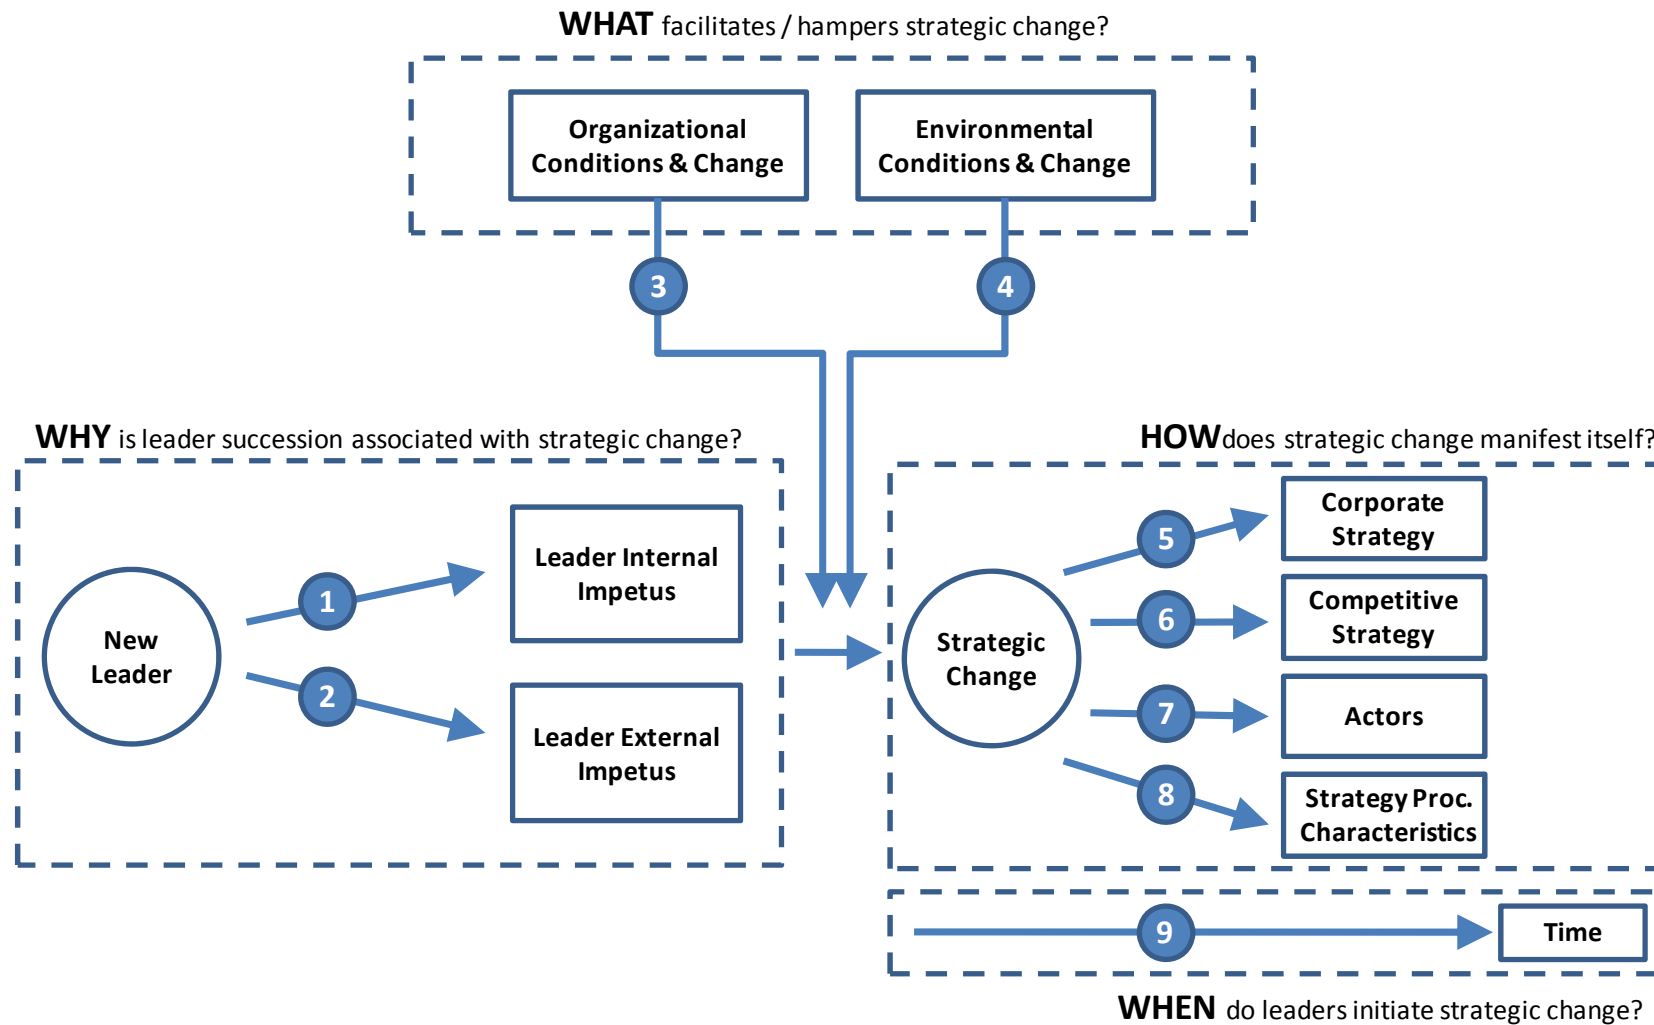 WHAT facilitates / hampers strategic change?
Organizational
Conditions & Change
Environmental
Conditions & Change
3
4
WHY is leader succession associated with strategic change?
New
Leader
1
2
Leader Internal
Impetus
Leader External
Impetus
HOW does strategic change manifest itself?
Strategic
Change
5
6
7
8
Corporate
Strategy
Competitive
Strategy
Actors
Strategy Proc.
Characteristics
9
Time
WHEN do leaders initiate strategic change?